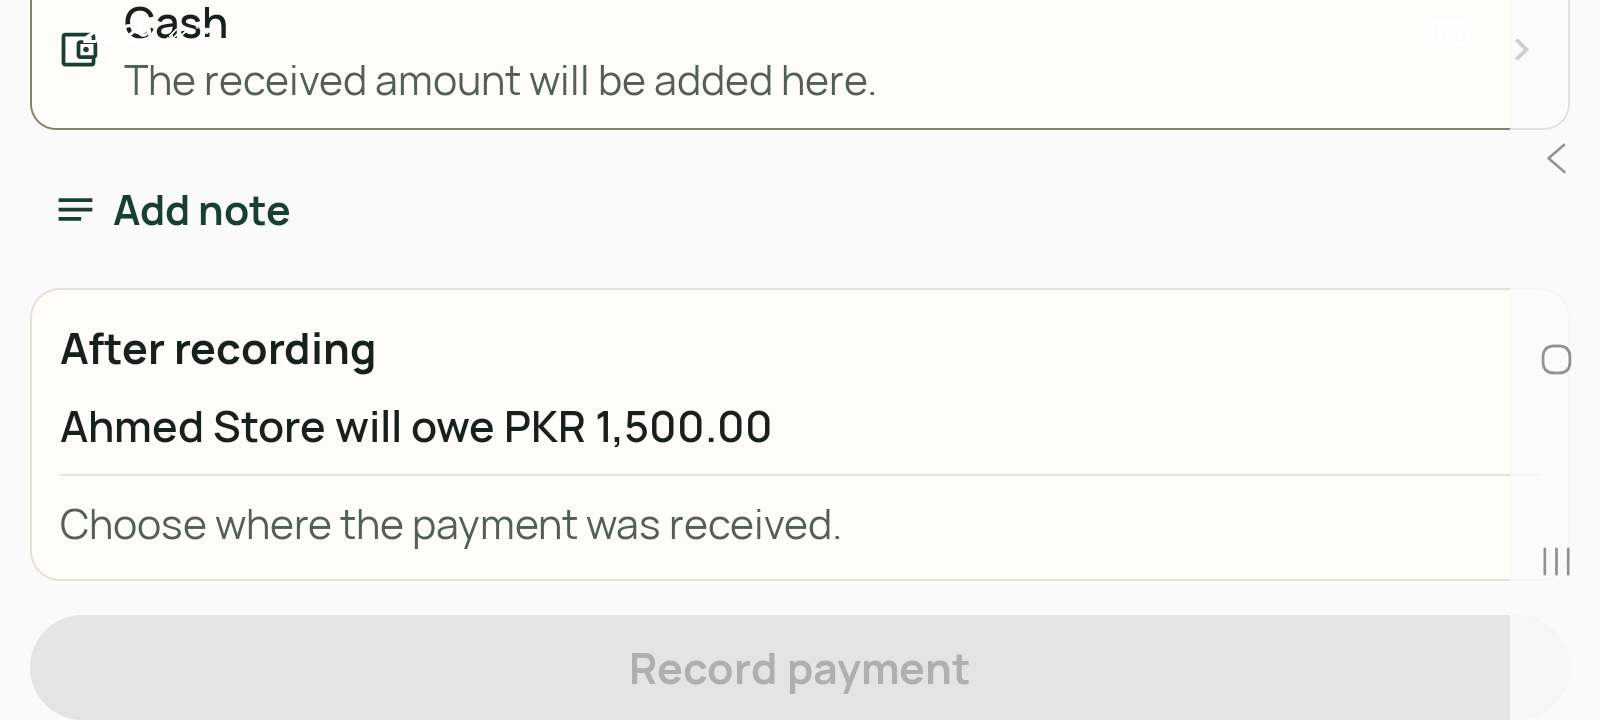 Cash
The received amount will be added here.
Add note
After recording
Ahmed Store will owe PKR 1,500.00
Choose where the payment was received.
Record payment